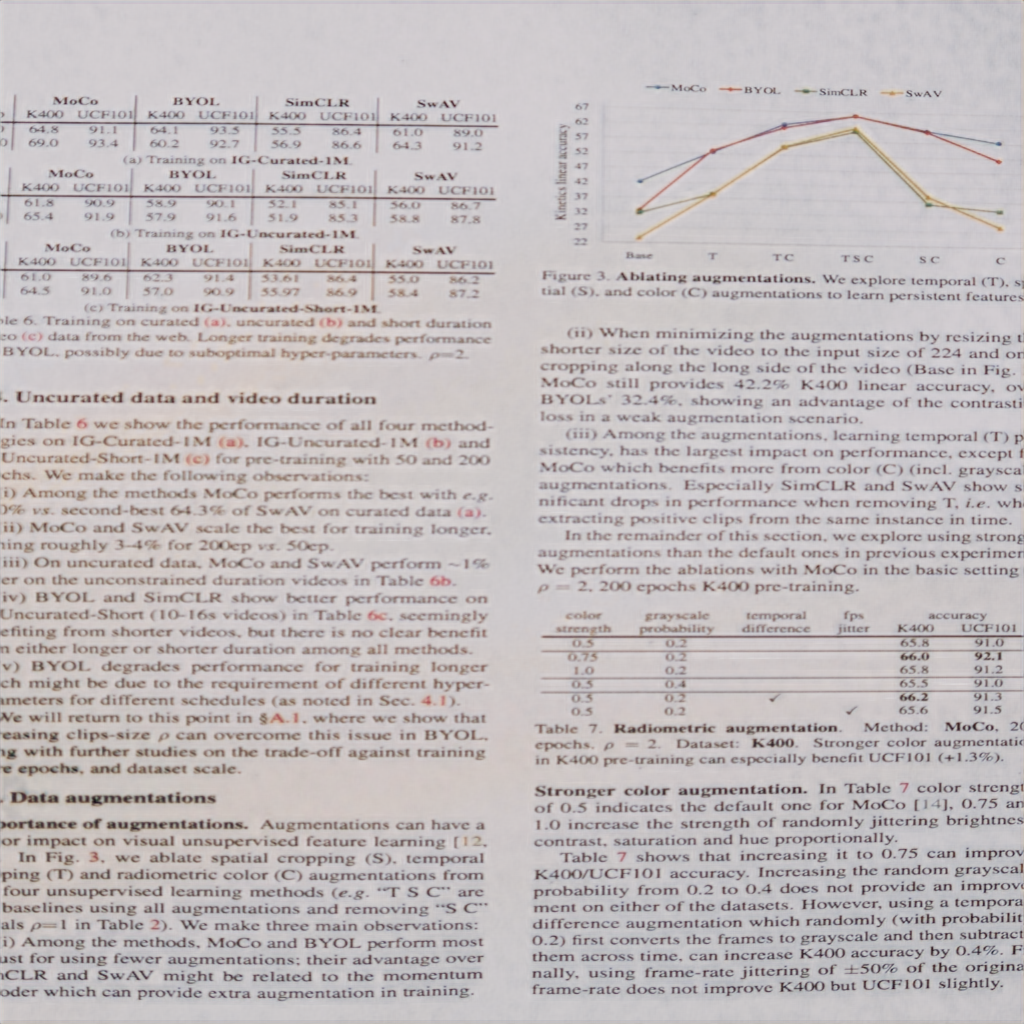 MoCo BYOL SimCLR SwAV
K400 UCF101 K400 UCF101 K400 UCF101 K400 UCF101
64.8 91.1 64.1 93.5 55.5 86.4 61.0 89.0
69.0 93.4 60.2 92.7 56.9 86.6 64.3 91.2
(a) Training on IG-Curated-1M.
MoCo BYOL SimCLR SwAV
K400 UCF101 K400 UCF101 K400 UCF101 K400 UCF101
61.8 90.9 58.9 90.1 52.1 85.1 56.0 86.7
65.4 91.9 57.9 91.6 51.9 85.3 58.8 87.8
(b) Training on IG-Uncurated-1M.
MoCo BYOL SimCLR SwAV
K400 UCF101 K400 UCF101 K400 UCF101 K400 UCF101
61.0 89.6 62.3 91.4 53.61 86.4 55.0 86.2
64.5 91.0 57.0 90.9 55.97 86.9 58.4 87.2
(c) Training on IG-Uncurated-Short-1M.
le 6. Training on curated (a), uncurated (b) and short duration
eo (c) data from the web. Longer training degrades performance
BYOL, possibly due to suboptimal hyper-parameters. ρ=2.
. Uncurated data and video duration
In Table 6 we show the performance of all four method-
gies on IG-Curated-1M (a), IG-Uncurated-1M (b) and
Uncurated-Short-1M (c) for pre-training with 50 and 200
chs. We make the following observations:
i) Among the methods MoCo performs the best with e.g.
0% vs. second-best 64.3% of SwAV on curated data (a).
ii) MoCo and SwAV scale the best for training longer,
ning roughly 3-4% for 200ep vs. 50ep.
iii) On uncurated data, MoCo and SwAV perform ~1%
er on the unconstrained duration videos in Table 6b.
iv) BYOL and SimCLR show better performance on
Uncurated-Short (10-16s videos) in Table 6c, seemingly
efiting from shorter videos, but there is no clear benefit
n either longer or shorter duration among all methods.
v) BYOL degrades performance for training longer
ch might be due to the requirement of different hyper-
ameters for different schedules (as noted in Sec. 4.1).
We will return to this point in §A.1, where we show that
reasing clips-size ρ can overcome this issue in BYOL,
ng with further studies on the trade-off against training
re epochs, and dataset scale.
. Data augmentations
portance of augmentations. Augmentations can have a
or impact on visual unsupervised feature learning [12,
In Fig. 3, we ablate spatial cropping (S), temporal
ping (T) and radiometric color (C) augmentations from
four unsupervised learning methods (e.g. "T S C" are
baselines using all augmentations and removing "S C"
als ρ=1 in Table 2). We make three main observations:
i) Among the methods, MoCo and BYOL perform most
ust for using fewer augmentations; their advantage over
CLR and SwAV might be related to the momentum
oder which can provide extra augmentation in training.
MoCo BYOL SimCLR SwAV
Kinetics linear accuracy
67
62
57
52
47
42
37
32
27
22
Base T T C T S C S C C
Figure 3. Ablating augmentations. We explore temporal (T), sp
tial (S), and color (C) augmentations to learn persistent features
(ii) When minimizing the augmentations by resizing t
shorter size of the video to the input size of 224 and on
cropping along the long side of the video (Base in Fig.
MoCo still provides 42.2% K400 linear accuracy, ov
BYOLs' 32.4%, showing an advantage of the contrasti
loss in a weak augmentation scenario.
(iii) Among the augmentations, learning temporal (T) p
sistency, has the largest impact on performance, except f
MoCo which benefits more from color (C) (incl. grayscal
augmentations. Especially SimCLR and SwAV show s
nificant drops in performance when removing T, i.e. whe
extracting positive clips from the same instance in time.
In the remainder of this section, we explore using strong
augmentations than the default ones in previous experimen
We perform the ablations with MoCo in the basic setting
ρ = 2, 200 epochs K400 pre-training.
color grayscale temporal fps accuracy
strength probability difference jitter K400 UCF101
0.5 0.2 65.8 91.0
0.75 0.2 66.0 92.1
1.0 0.2 65.8 91.2
0.5 0.4 65.5 91.0
0.5 0.2 ✓ 66.2 91.3
0.5 0.2 ✓ 65.6 91.5
Table 7. Radiometric augmentation. Method: MoCo, 20
epochs, ρ = 2. Dataset: K400. Stronger color augmentatio
in K400 pre-training can especially benefit UCF101 (+1.3%).
Stronger color augmentation. In Table 7 color strengt
of 0.5 indicates the default one for MoCo [14], 0.75 an
1.0 increase the strength of randomly jittering brightnes
contrast, saturation and hue proportionally.
Table 7 shows that increasing it to 0.75 can improv
K400/UCF101 accuracy. Increasing the random grayscal
probability from 0.2 to 0.4 does not provide an improve
ment on either of the datasets. However, using a tempora
difference augmentation which randomly (with probabilit
0.2) first converts the frames to grayscale and then subtract
them across time, can increase K400 accuracy by 0.4%. F
nally, using frame-rate jittering of ±50% of the origina
frame-rate does not improve K400 but UCF101 slightly.